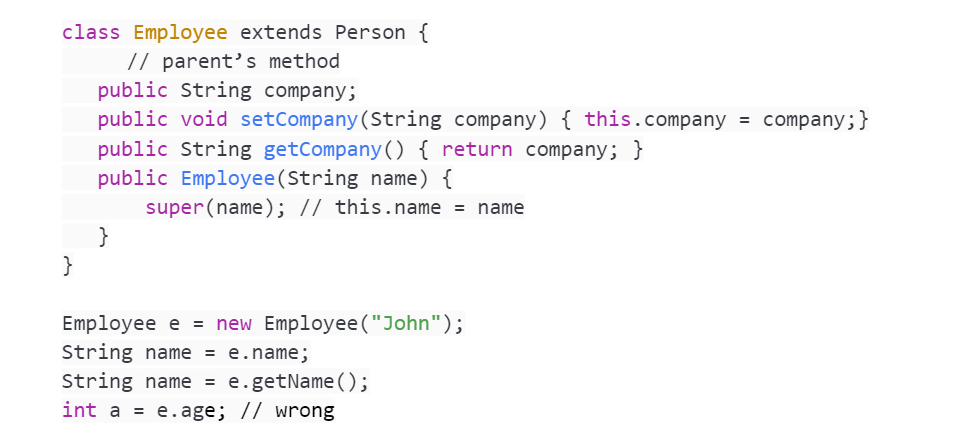 class Employee extends Person {
// parent’s method
public String company;
public void setCompany(String company) { this.company = company;}
public String getCompany() { return company; }
public Employee(String name) {
super(name); // this.name = name
}
}
Employee e = new Employee("John");
String name = e.name;
String name = e.getName();
int a = e.age; // wrong